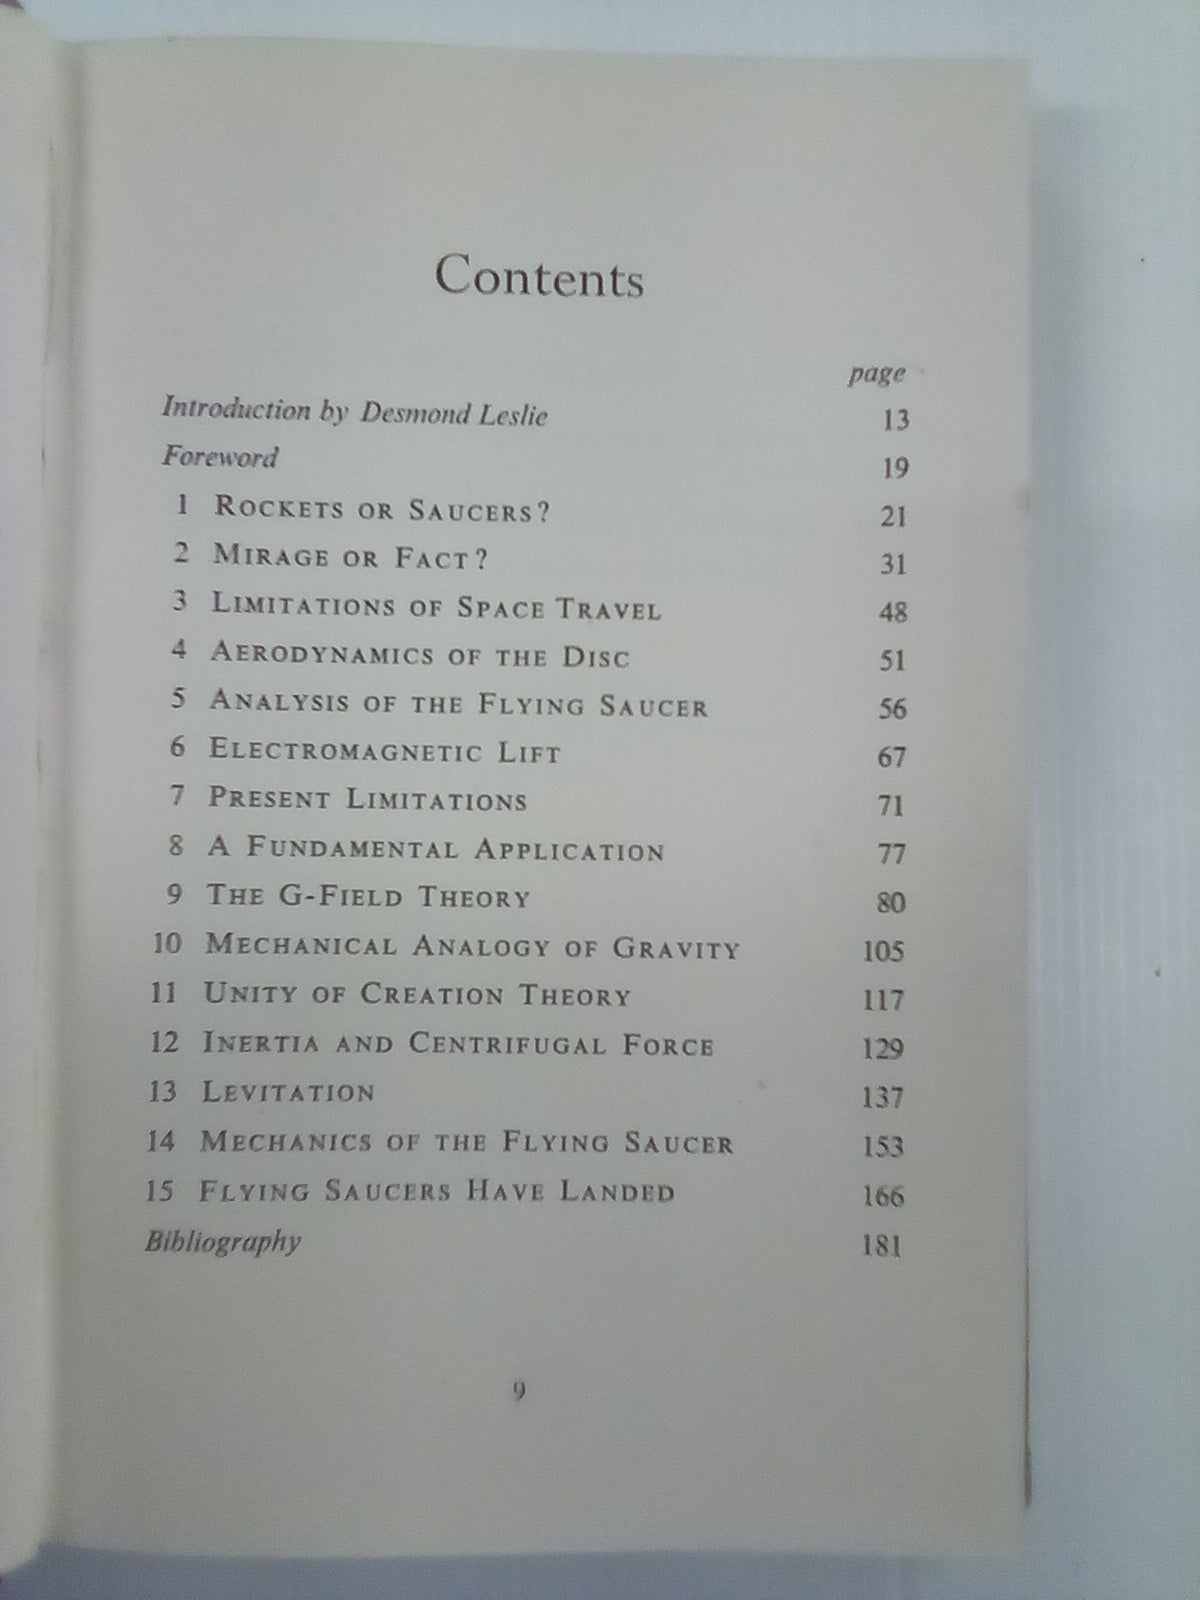 Contents
page
Introduction by Desmond Leslie 13
Foreword 19
1 ROCKETS OR SAUCERS? 21
2 MIRAGE OR FACT? 31
3 LIMITATIONS OF SPACE TRAVEL 48
4 AERODYNAMICS OF THE DISC 51
5 ANALYSIS OF THE FLYING SAUCER 56
6 ELECTROMAGNETIC LIFT 67
7 PRESENT LIMITATIONS 71
8 A FUNDAMENTAL APPLICATION 77
9 THE G-FIELD THEORY 80
10 MECHANICAL ANALOGY OF GRAVITY 105
11 UNITY OF CREATION THEORY 117
12 INERTIA AND CENTRIFUGAL FORCE 129
13 LEVITATION 137
14 MECHANICS OF THE FLYING SAUCER 153
15 FLYING SAUCERS HAVE LANDED 166
Bibliography 181
9